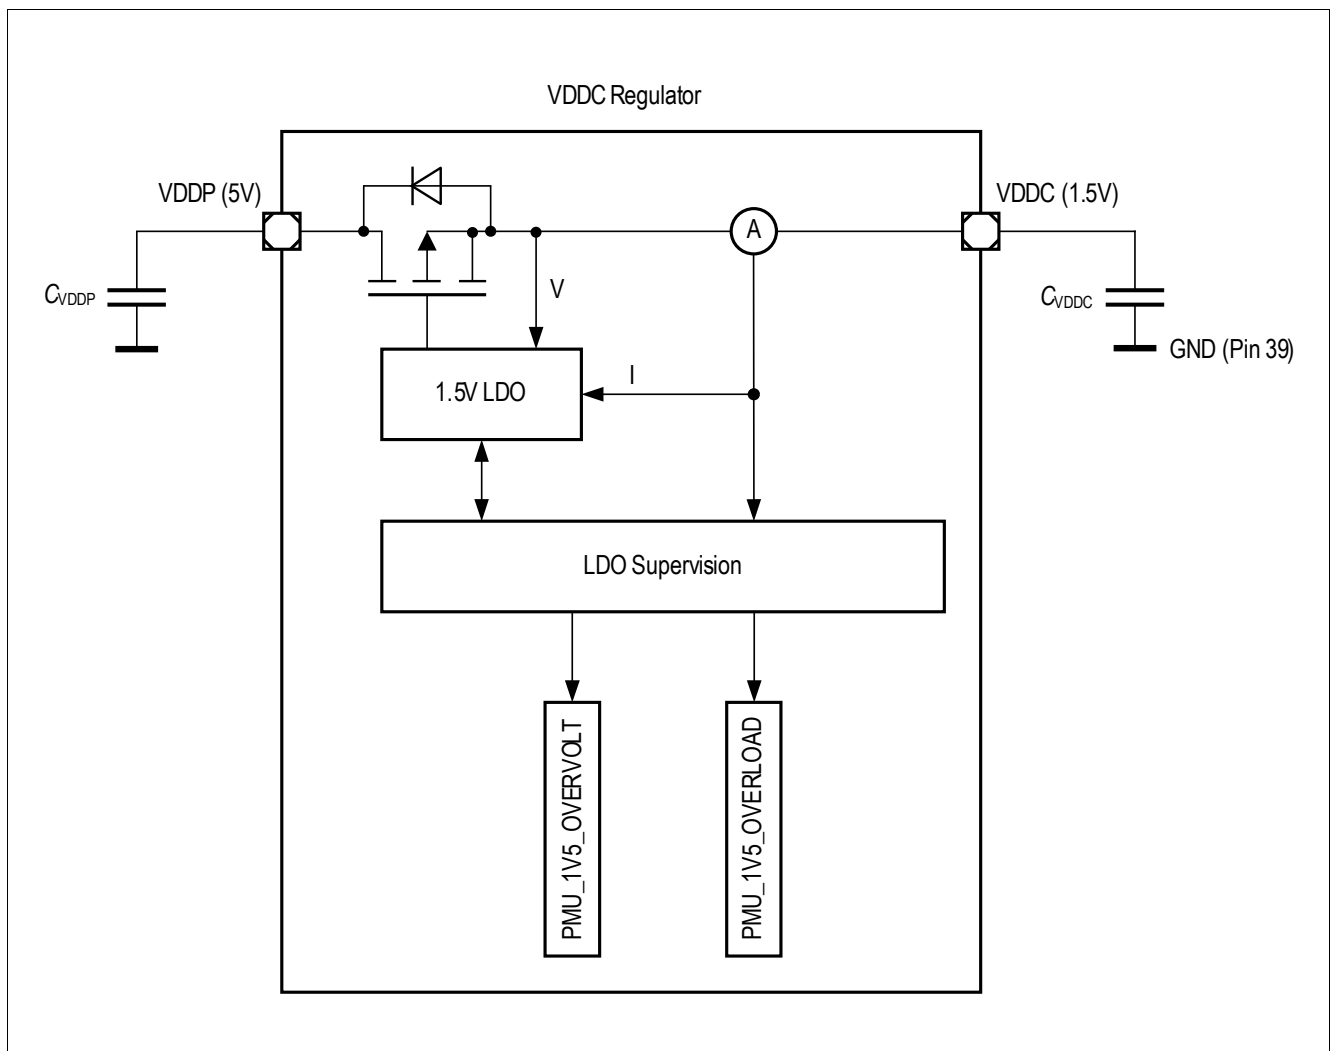 VDDC Regulator
VDDP (5V)
VDDC (1.5V)
A
CVDDP
V
CVDDC
GND (Pin 39)
I
1.5V LDO
LDO Supervision
PMU_1V5_OVERVOLT
PMU_1V5_OVERLOAD